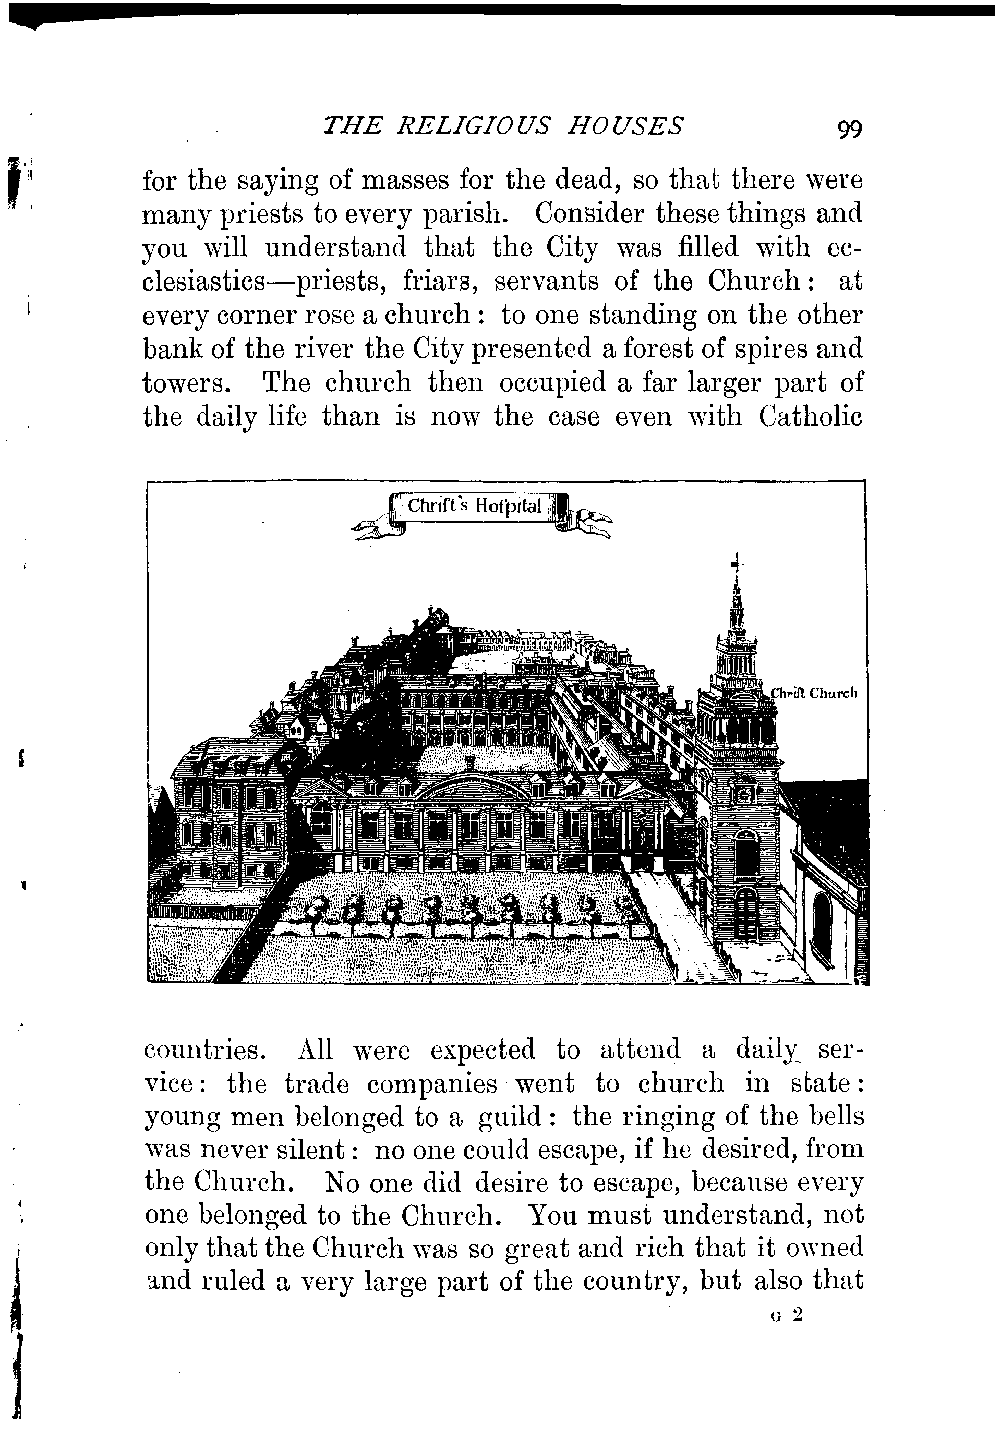 THE RELIGIOUS HOUSES 99
for the saying of masses for the dead, so that there were
many priests to every parish. Consider these things and
you will understand that the City was filled with ec-
clesiastics—priests, friars, servants of the Church: at
every corner rose a church: to one standing on the other
bank of the river the City presented a forest of spires and
towers. The church then occupied a far larger part of
the daily life than is now the case even with Catholic
Chriſt's Hoſpital
Chriſt Church
countries. All were expected to attend a daily ser-
vice: the trade companies went to church in state:
young men belonged to a guild: the ringing of the bells
was never silent: no one could escape, if he desired, from
the Church. No one did desire to escape, because every
one belonged to the Church. You must understand, not
only that the Church was so great and rich that it owned
and ruled a very large part of the country, but also that
G 2